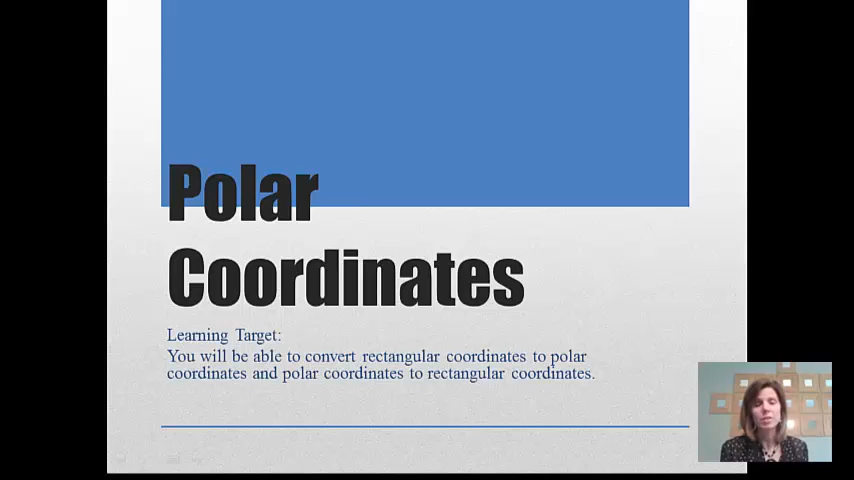 Polar
Coordinates
Learning Target:
You will be able to convert rectangular coordinates to polar
coordinates and polar coordinates to rectangular coordinates.